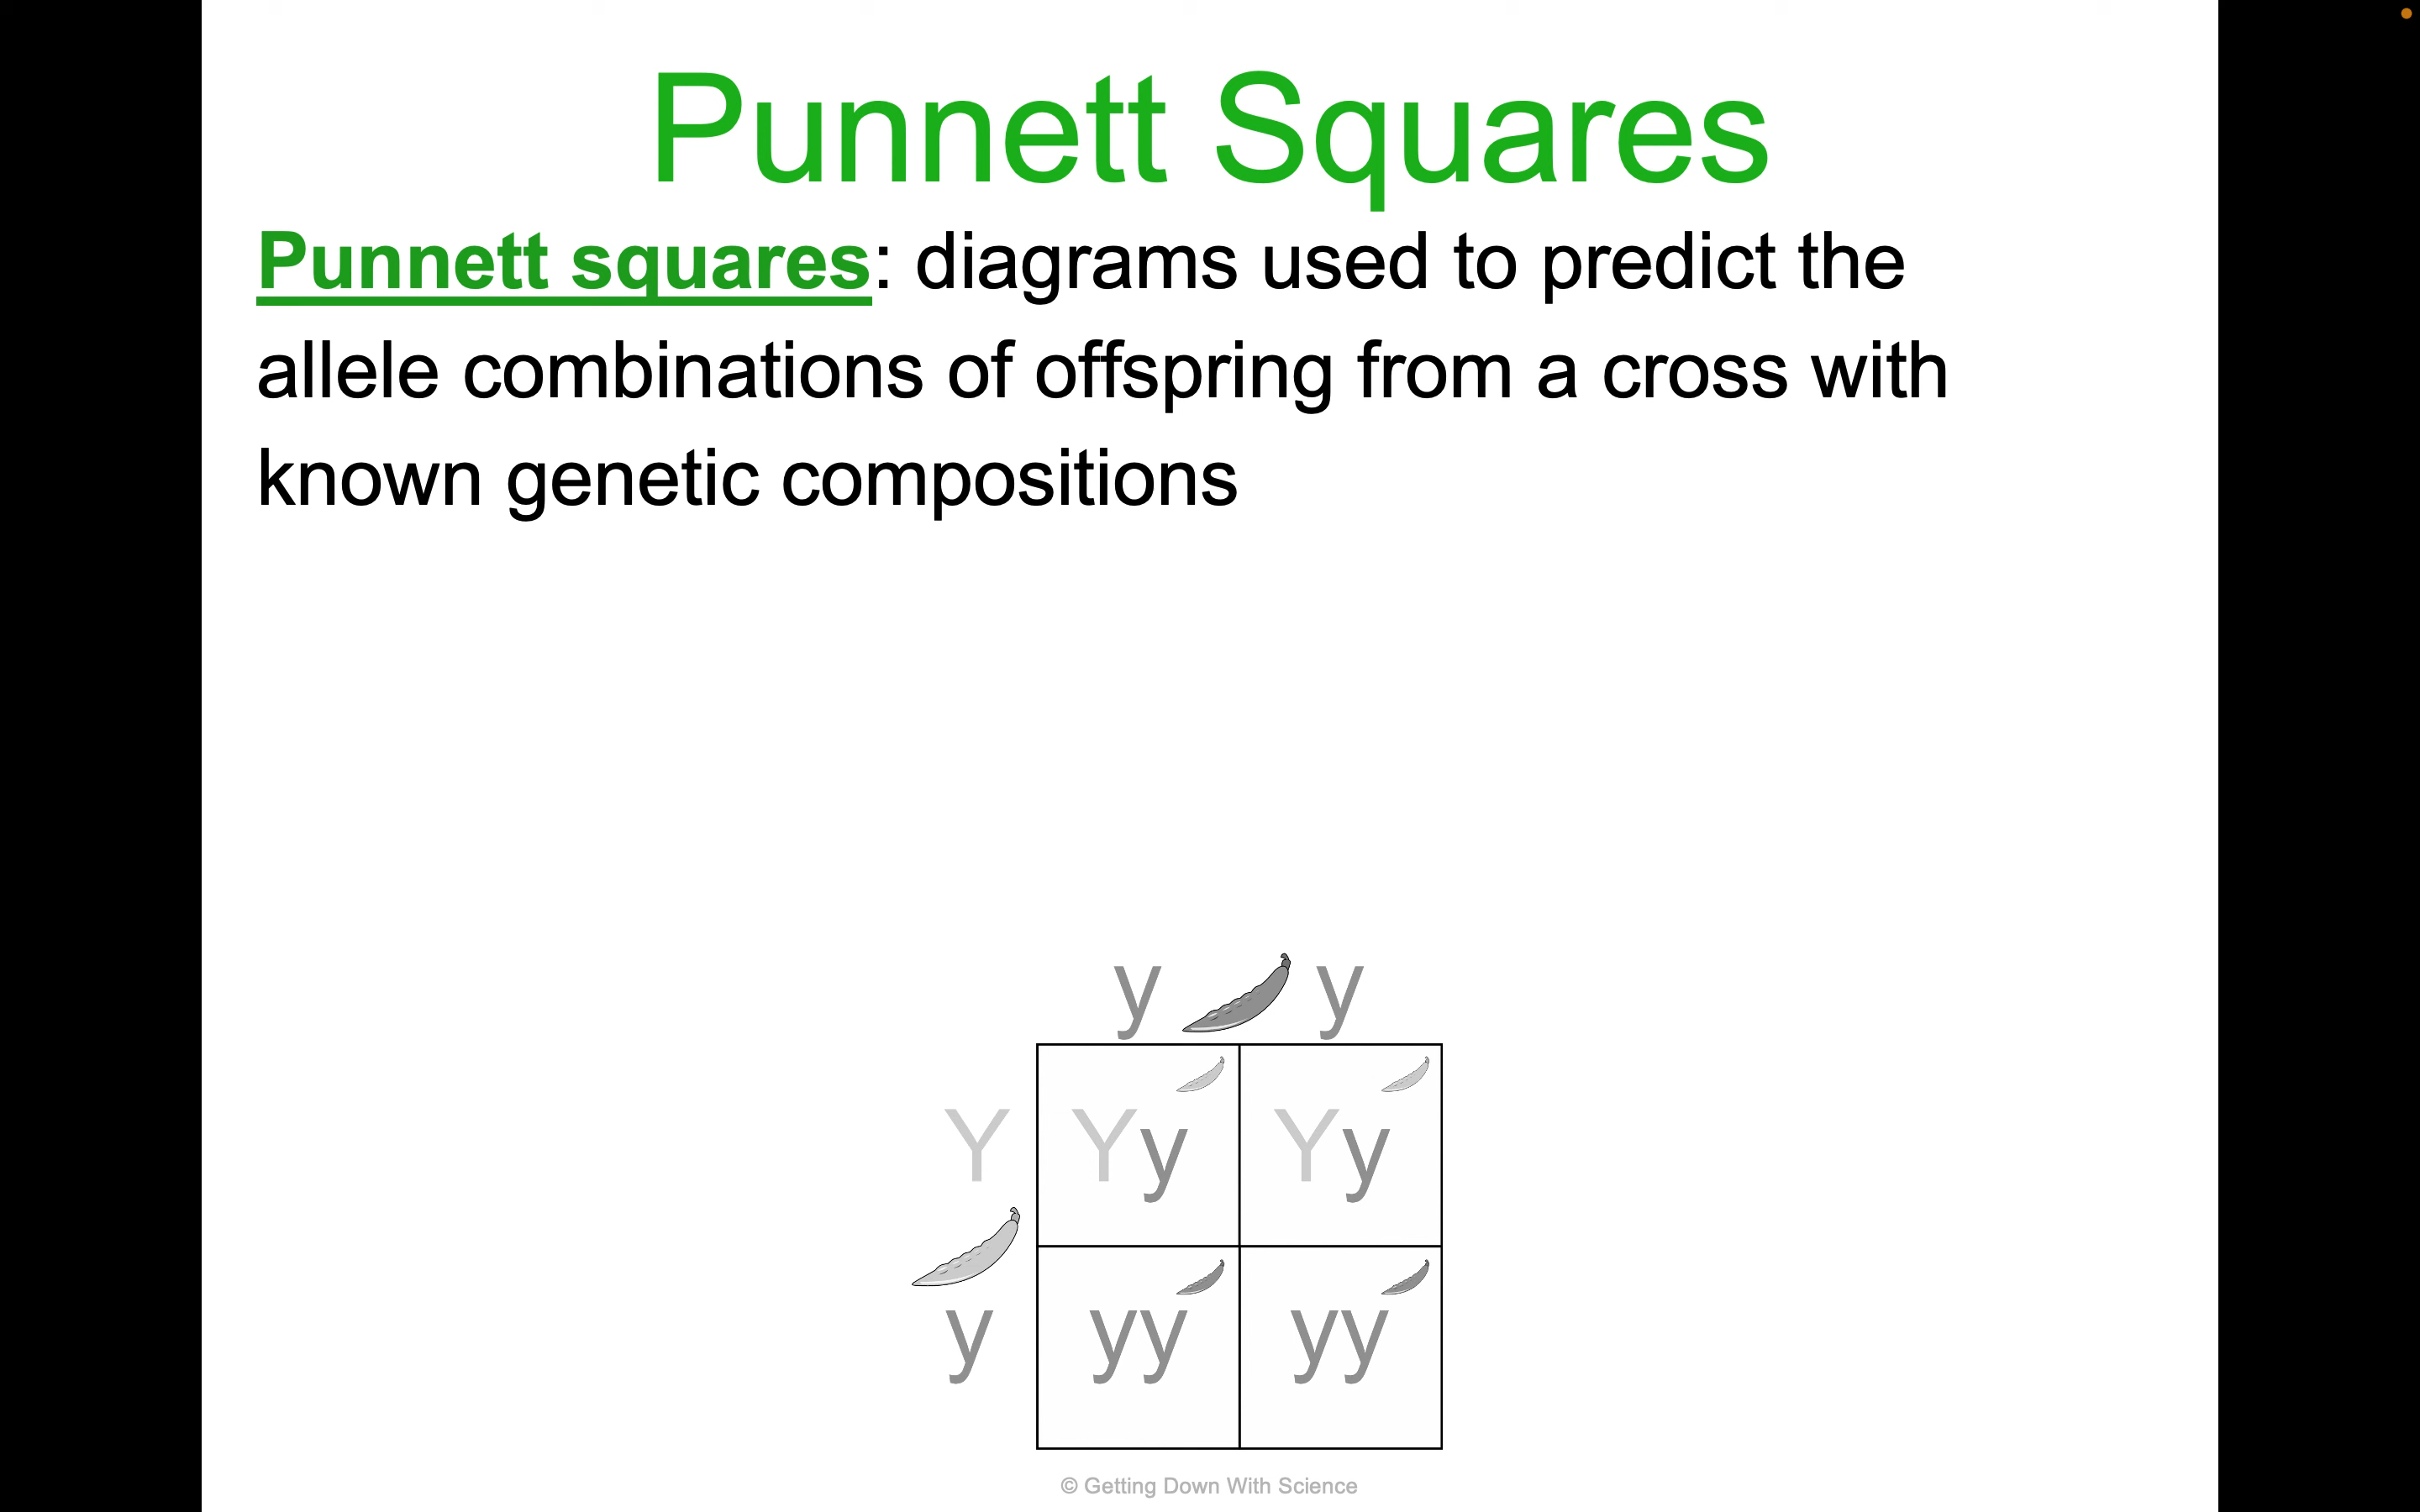 Punnett Squares
Punnett squares: diagrams used to predict the
allele combinations of offspring from a cross with
known genetic compositions
y y
Y Yy Yy
y yy yy
© Getting Down With Science